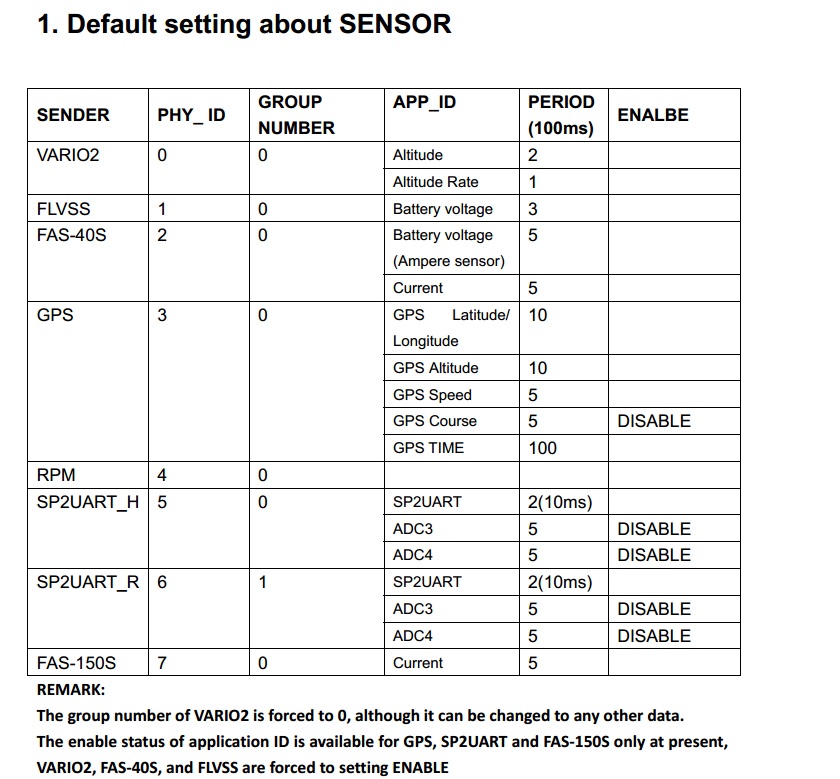 1. Default setting about SENSOR
SENDER PHY_ ID GROUP NUMBER APP_ID PERIOD (100ms) ENALBE
VARIO2 0 0 Altitude 2
Altitude Rate 1
FLVSS 1 0 Battery voltage 3
FAS-40S 2 0 Battery voltage 5
(Ampere sensor)
Current 5
GPS 3 0 GPS Latitude/ 10
Longitude
GPS Altitude 10
GPS Speed 5
GPS Course 5 DISABLE
GPS TIME 100
RPM 4 0
SP2UART_H 5 0 SP2UART 2(10ms)
ADC3 5 DISABLE
ADC4 5 DISABLE
SP2UART_R 6 1 SP2UART 2(10ms)
ADC3 5 DISABLE
ADC4 5 DISABLE
FAS-150S 7 0 Current 5
REMARK:
The group number of VARIO2 is forced to 0, although it can be changed to any other data.
The enable status of application ID is available for GPS, SP2UART and FAS-150S only at present,
VARIO2, FAS-40S, and FLVSS are forced to setting ENABLE